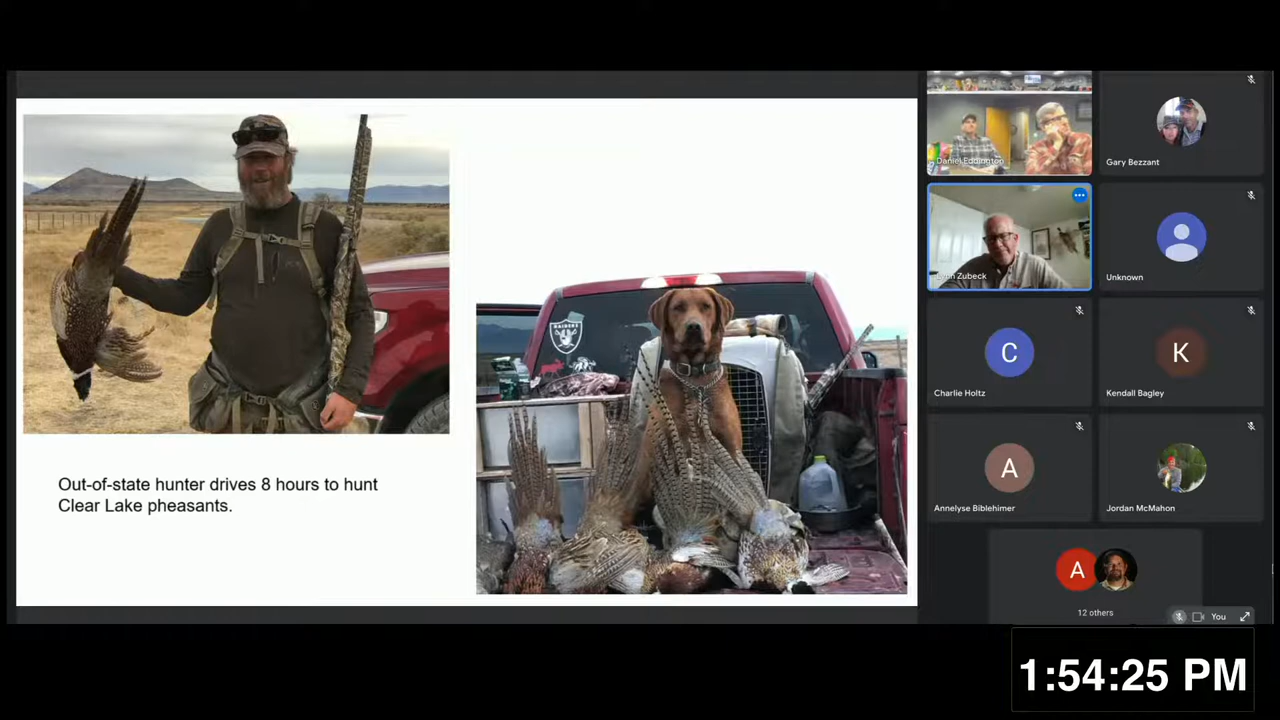 Out-of-state hunter drives 8 hours to hunt
Clear Lake pheasants.
RAIDERS
Daniel Eddington
Gary Bezzant
Zubeck
Unknown
C
Charlie Holtz
K
Kendall Bagley
A
Annelyse Biblehimer
Jordan McMahon
A
12 others
You
1:54:25 PM